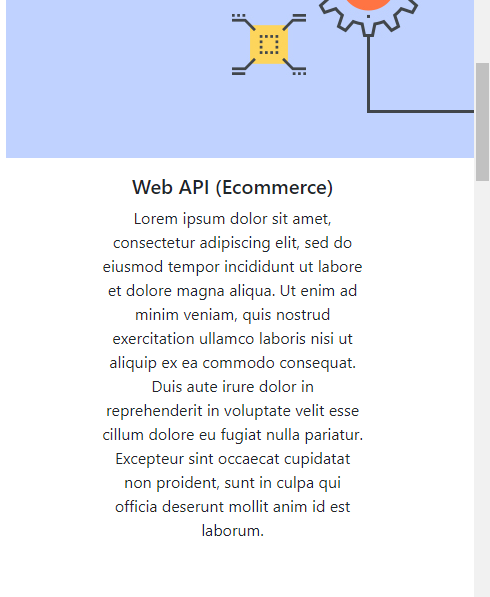 Web API (Ecommerce)
Lorem ipsum dolor sit amet,
consectetur adipiscing elit, sed do
eiusmod tempor incididunt ut labore
et dolore magna aliqua. Ut enim ad
minim veniam, quis nostrud
exercitation ullamco laboris nisi ut
aliquip ex ea commodo consequat.
Duis aute irure dolor in
reprehenderit in voluptate velit esse
cillum dolore eu fugiat nulla pariatur.
Excepteur sint occaecat cupidatat
non proident, sunt in culpa qui
officia deserunt mollit anim id est
laborum.